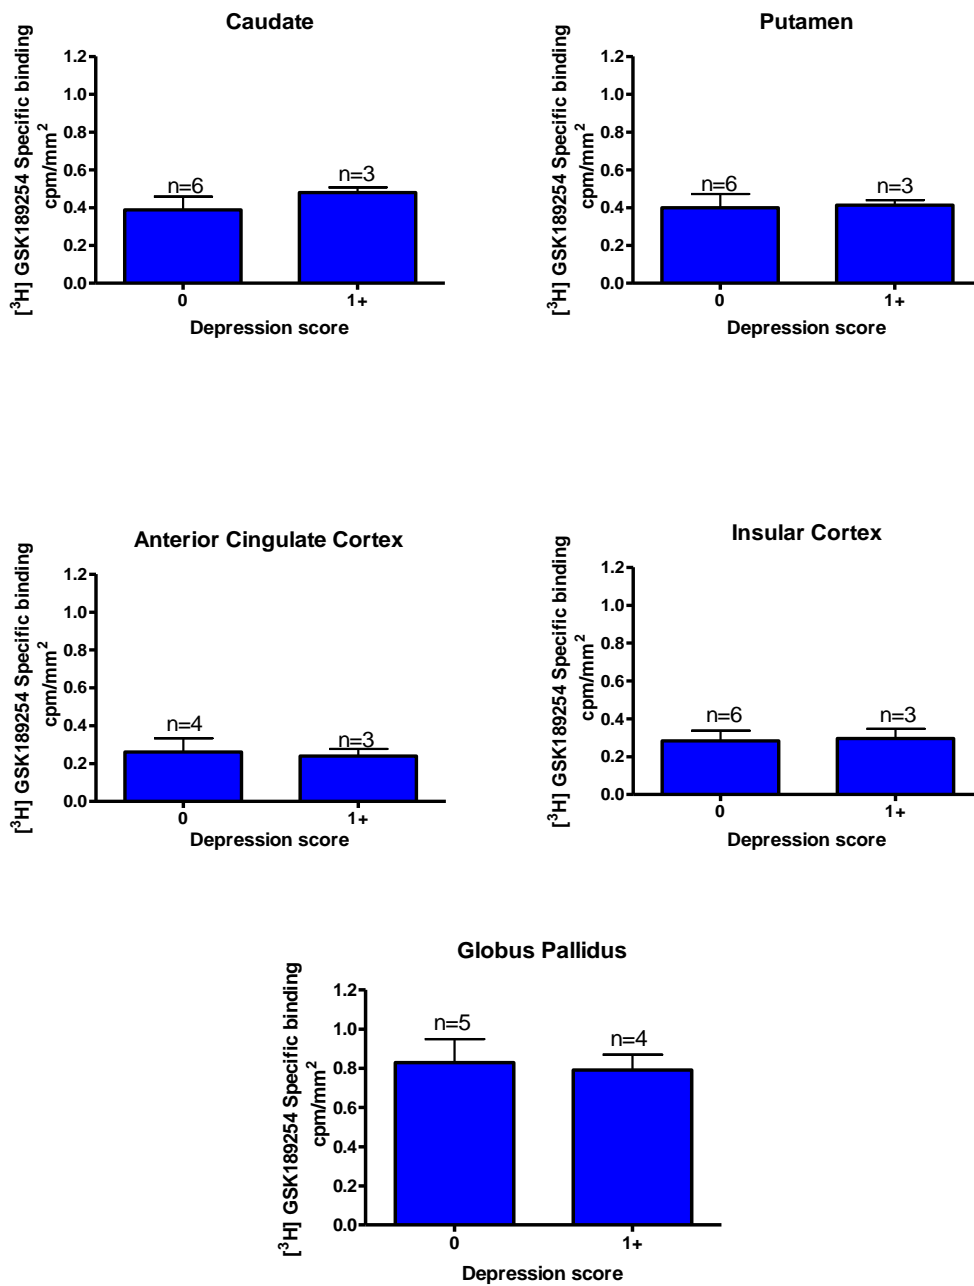 Caudate
[³H] GSK189254 Specific binding
cpm/mm²
1.2
1.0
0.8
0.6
0.4
0.2
0.0
n=6
n=3
0
1+
Depression score
Putamen
[³H] GSK189254 Specific binding
cpm/mm²
1.2
1.0
0.8
0.6
0.4
0.2
0.0
n=6
n=3
0
1+
Depression score
Anterior Cingulate Cortex
[³H] GSK189254 Specific binding
cpm/mm²
1.2
1.0
0.8
0.6
0.4
0.2
0.0
n=4
n=3
0
1+
Depression score
Insular Cortex
[³H] GSK189254 Specific binding
cpm/mm²
1.2
1.0
0.8
0.6
0.4
0.2
0.0
n=6
n=3
0
1+
Depression score
Globus Pallidus
[³H] GSK189254 Specific binding
cpm/mm²
1.2
1.0
0.8
0.6
0.4
0.2
0.0
n=5
n=4
0
1+
Depression score